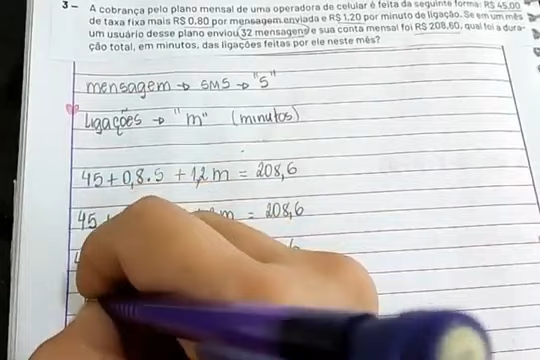 3 - A cobrança pelo plano mensal de uma operadora de celular é feita da seguinte forma: R$ 45,00
de taxa fixa mais R$ 0,80 por mensagem enviada e R$ 1,20 por minuto de ligação. Se em um mês
um usuário desse plano enviou 32 mensagens e sua conta mensal foi R$ 208,60, qual foi a dura-
ção total, em minutos, das ligações feitas por ele neste mês?
mensagem → SMS → "S"
Ligações → "m" (minutos)
45 + 0,8 . S + 1,2 m = 208,6
45 m = 208,6